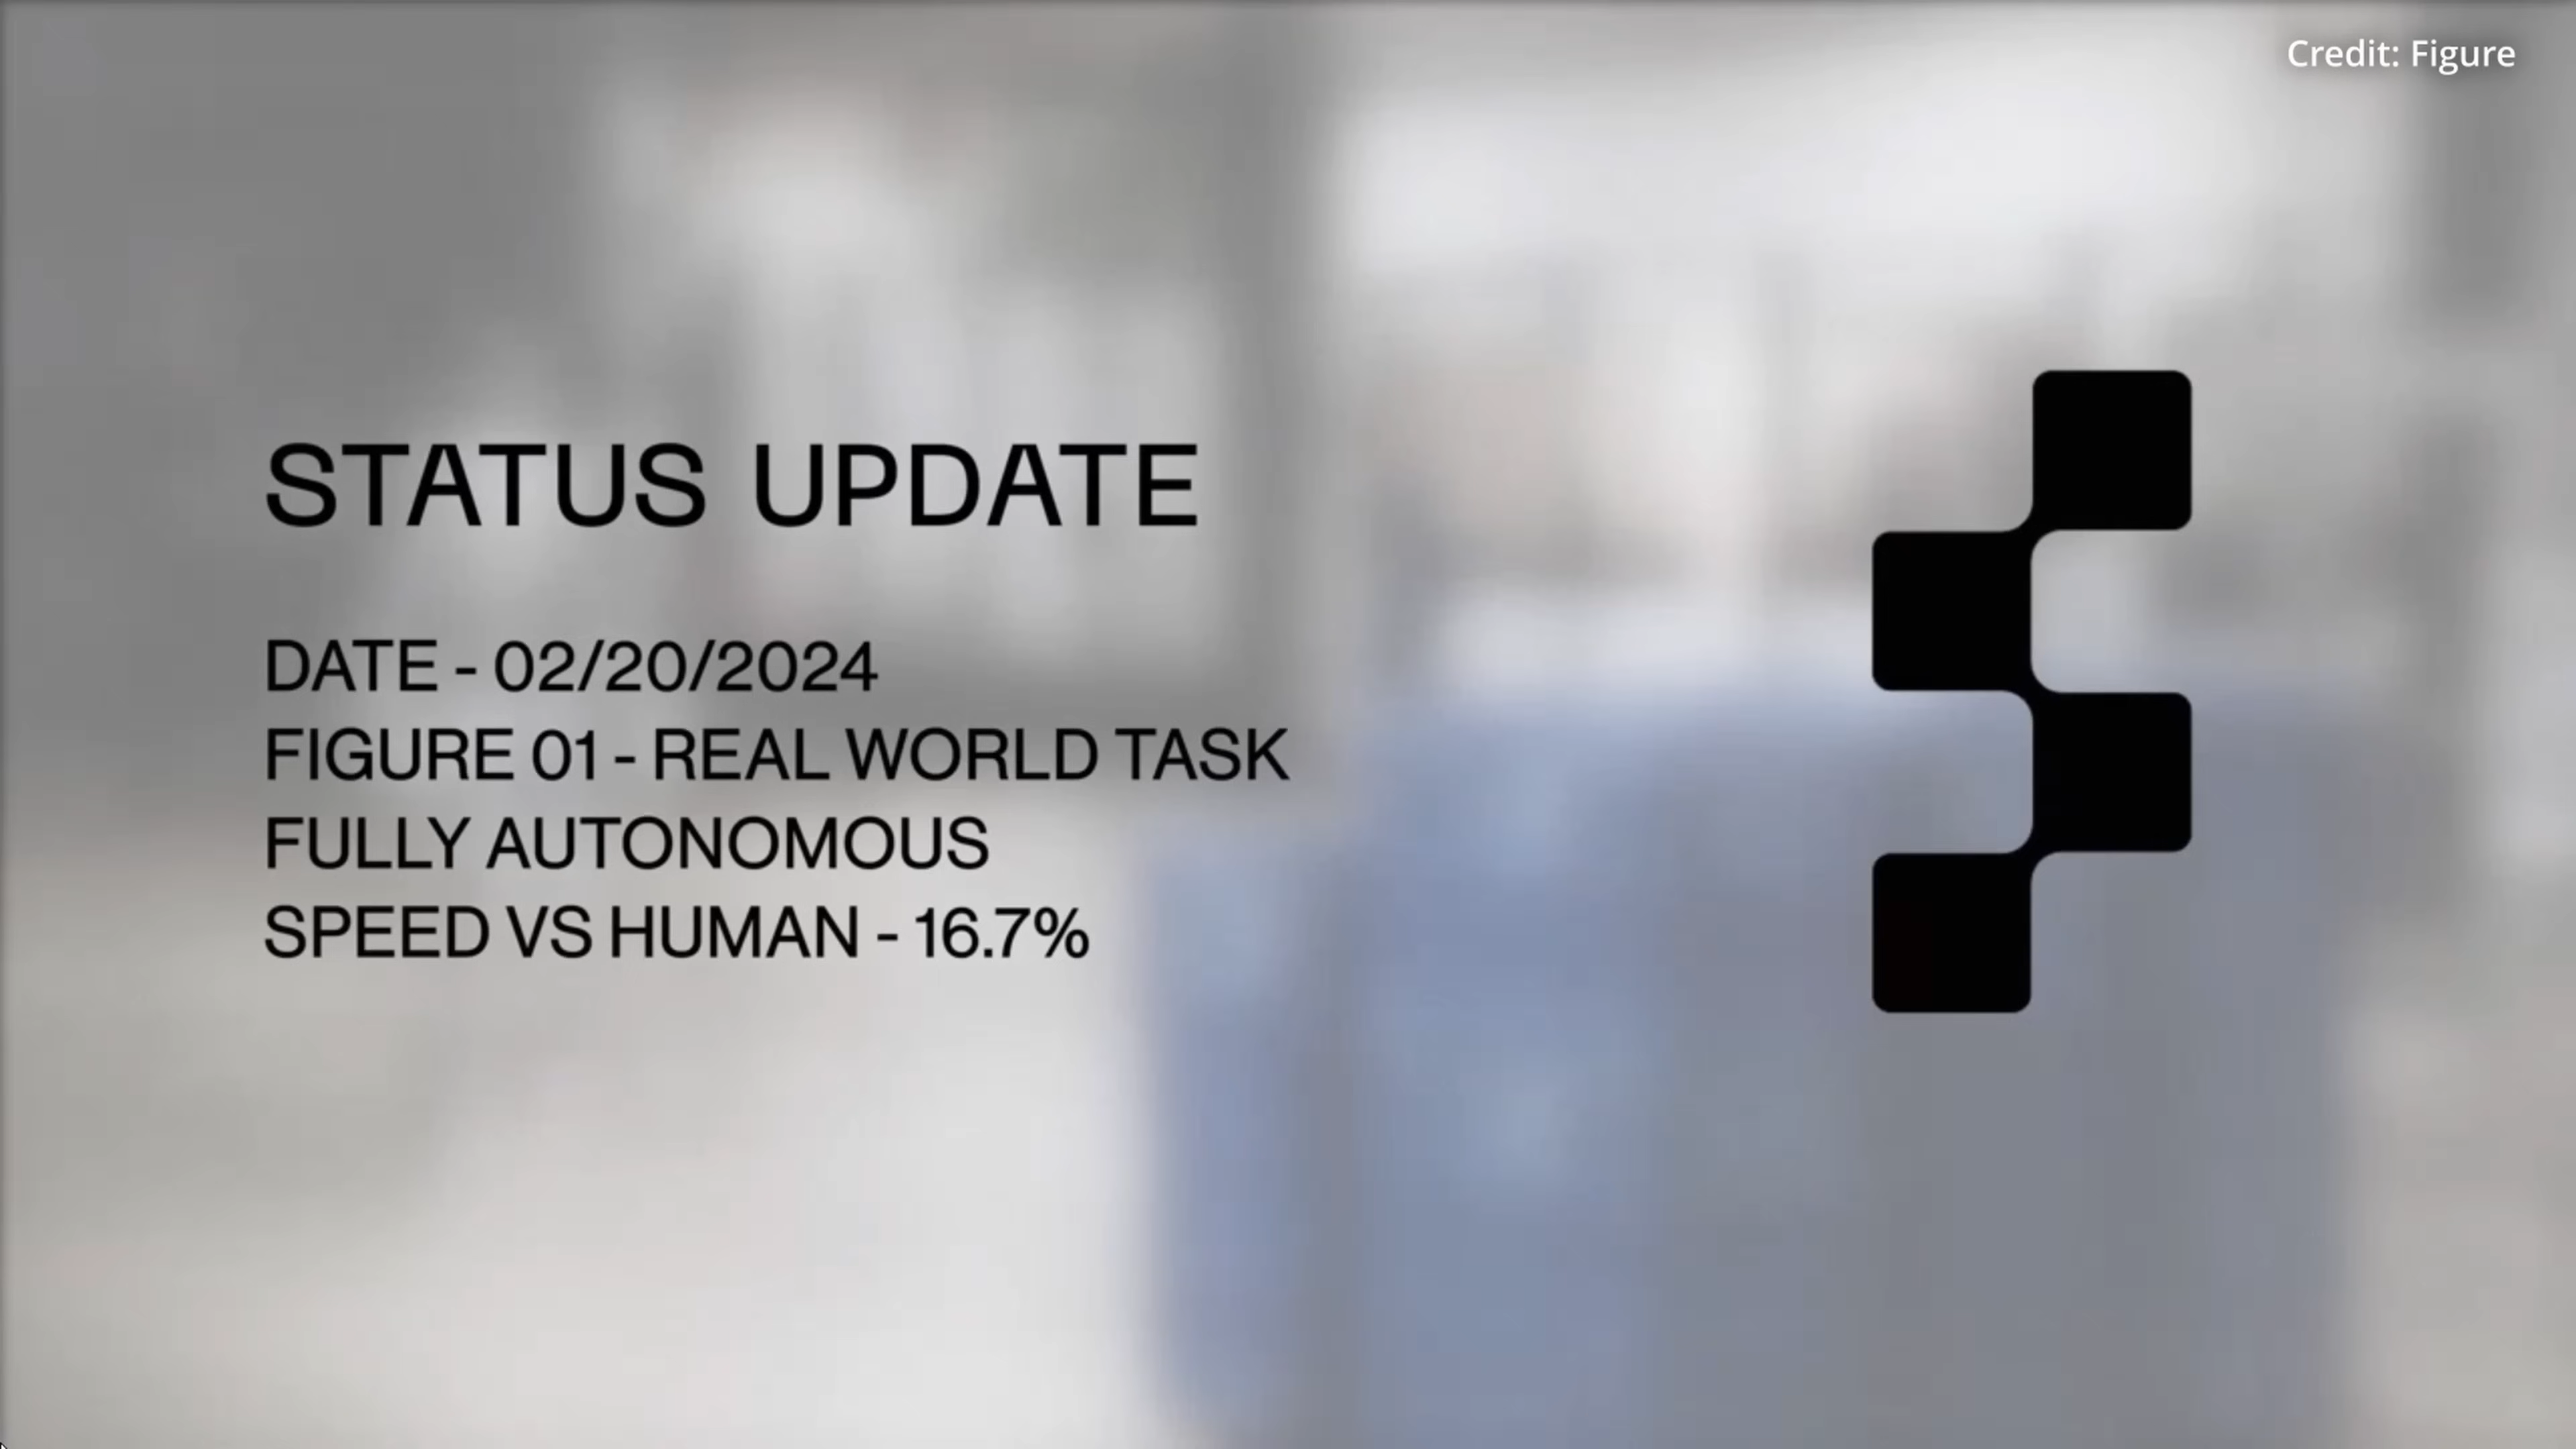 Credit: Figure
STATUS UPDATE
DATE - 02/20/2024
FIGURE 01 - REAL WORLD TASK
FULLY AUTONOMOUS
SPEED VS HUMAN - 16.7%